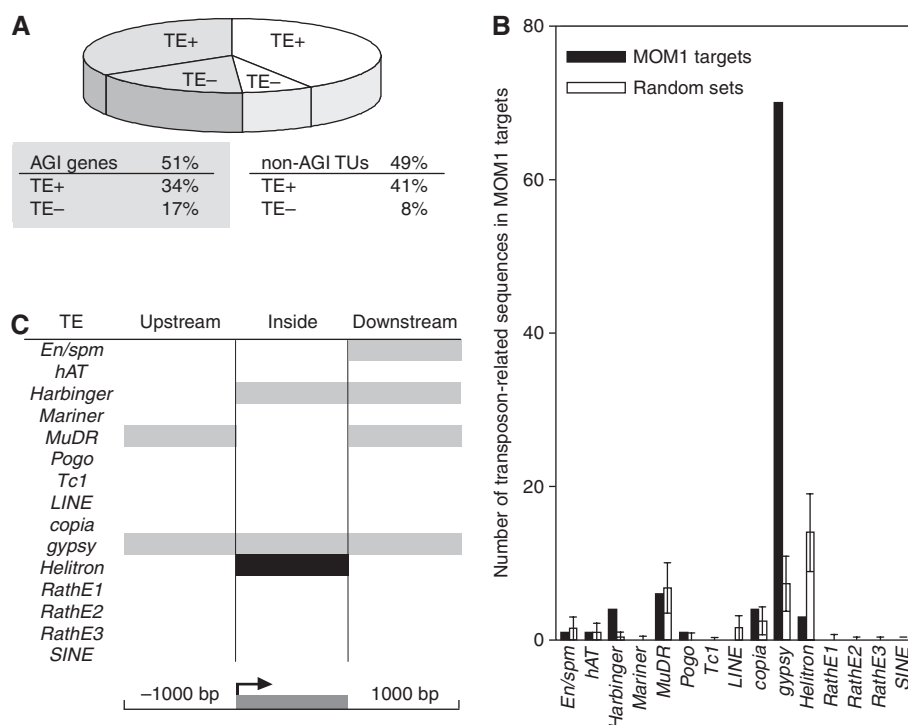 A
TE+
TE+
TE–
TE–
AGI genes 51%
TE+ 34%
TE– 17%
non-AGI TUs 49%
TE+ 41%
TE– 8%
B
Number of transposon-related sequences in MOM1 targets
80
60
40
20
0
MOM1 targets
Random sets
En/spm
hAT
Harbinger
Mariner
MuDR
Pogo
Tc1
LINE
copia
gypsy
Helitron
RathE1
RathE2
RathE3
SINE
C
TE Upstream Inside Downstream
En/spm
hAT
Harbinger
Mariner
MuDR
Pogo
Tc1
LINE
copia
gypsy
Helitron
RathE1
RathE2
RathE3
SINE
–1000 bp 1000 bp